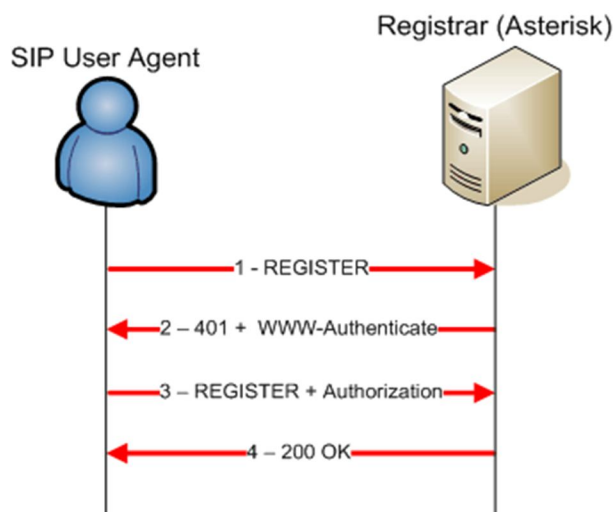 Registrar (Asterisk)
SIP User Agent
1 - REGISTER
2 – 401 + WWW-Authenticate
3 – REGISTER + Authorization
4 – 200 OK